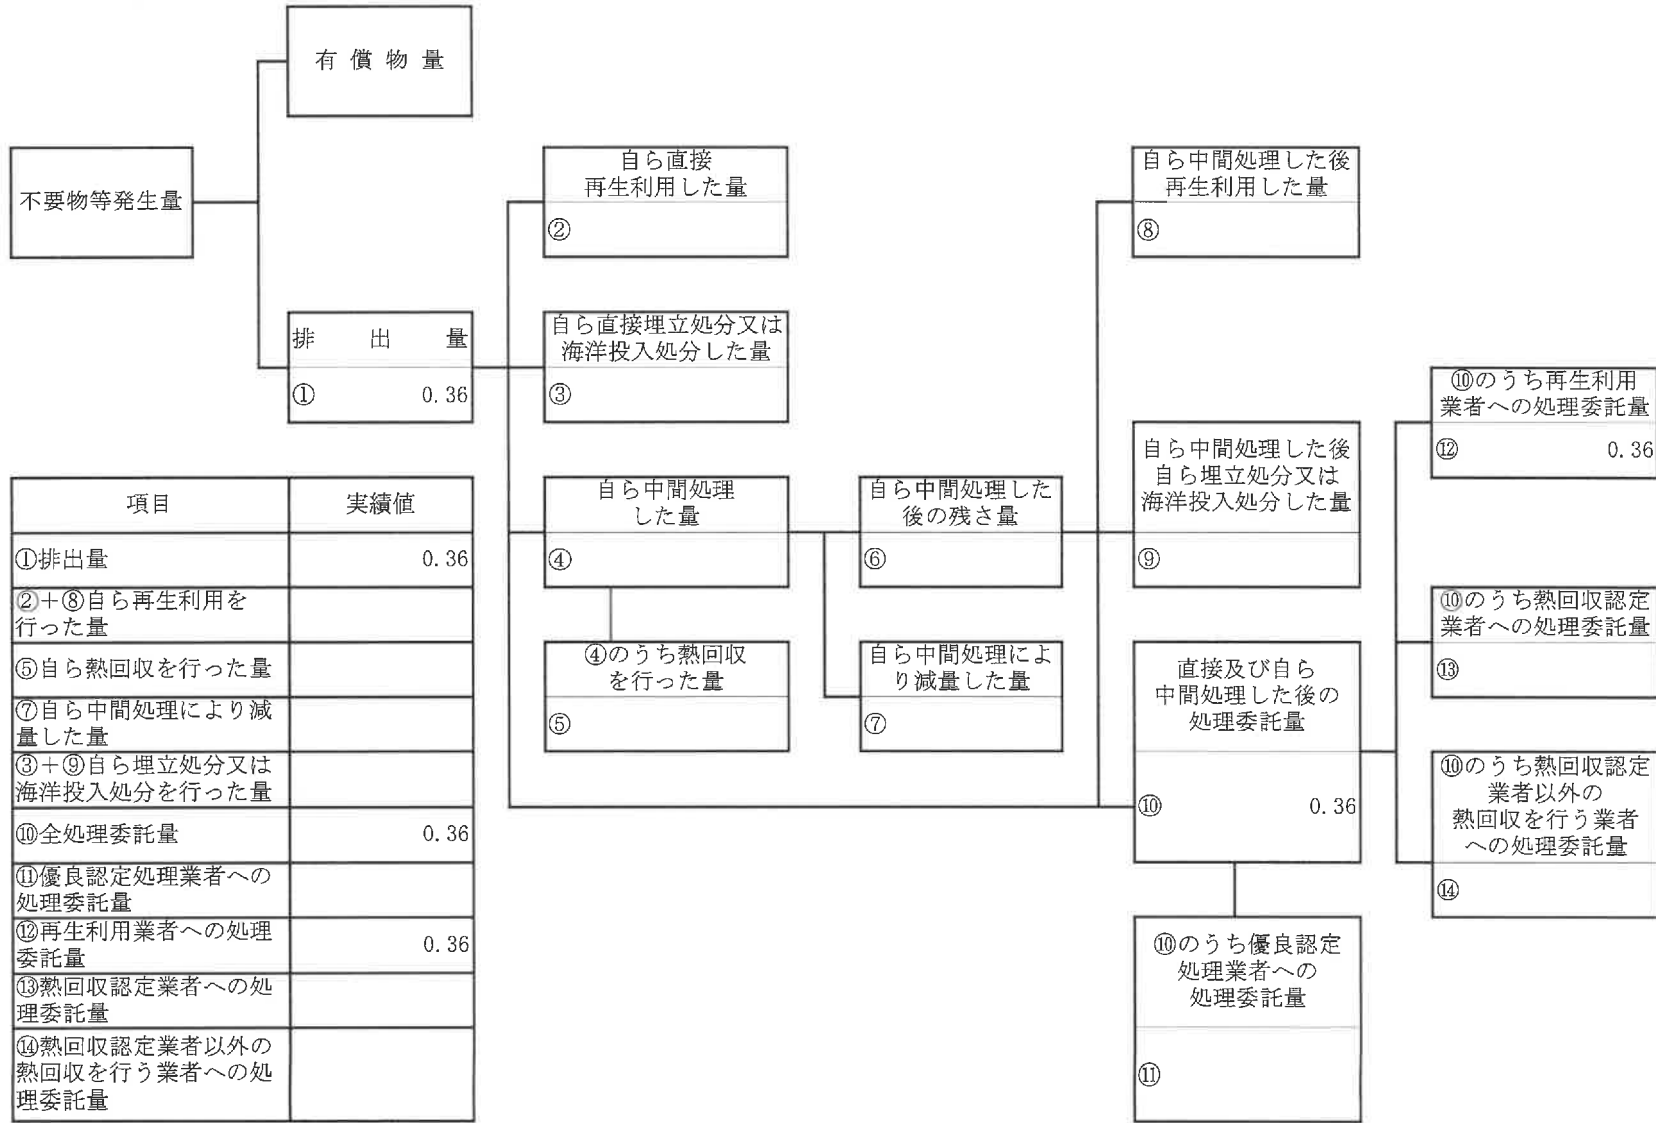 有償物量
不要物等発生量
排出量
① 0.36
自ら直接
再生利用した量
②
自ら直接埋立処分又は
海洋投入処分した量
③
自ら中間処理
した量
④
④のうち熱回収
を行った量
⑤
自ら中間処理した
後の残さ量
⑥
自ら中間処理によ
り減量した量
⑦
自ら中間処理した後
再生利用した量
⑧
自ら中間処理した後
自ら埋立処分又は
海洋投入処分した量
⑨
直接及び自ら
中間処理した後の
処理委託量
⑩ 0.36
⑩のうち優良認定
処理業者への
処理委託量
⑪
⑩のうち再生利用
業者への処理委託量
⑫ 0.36
⑩のうち熱回収認定
業者への処理委託量
⑬
⑩のうち熱回収認定
業者以外の
熱回収を行う業者
への処理委託量
⑭
項目 実績値
①排出量 0.36
②+⑧自ら再生利用を
行った量
⑤自ら熱回収を行った量
⑦自ら中間処理により減
量した量
③+⑨自ら埋立処分又は
海洋投入処分を行った量
⑩全処理委託量 0.36
⑪優良認定処理業者への
処理委託量
⑫再生利用業者への処理
委託量 0.36
⑬熱回収認定業者への処
理委託量
⑭熱回収認定業者以外の
熱回収を行う業者への処
理委託量